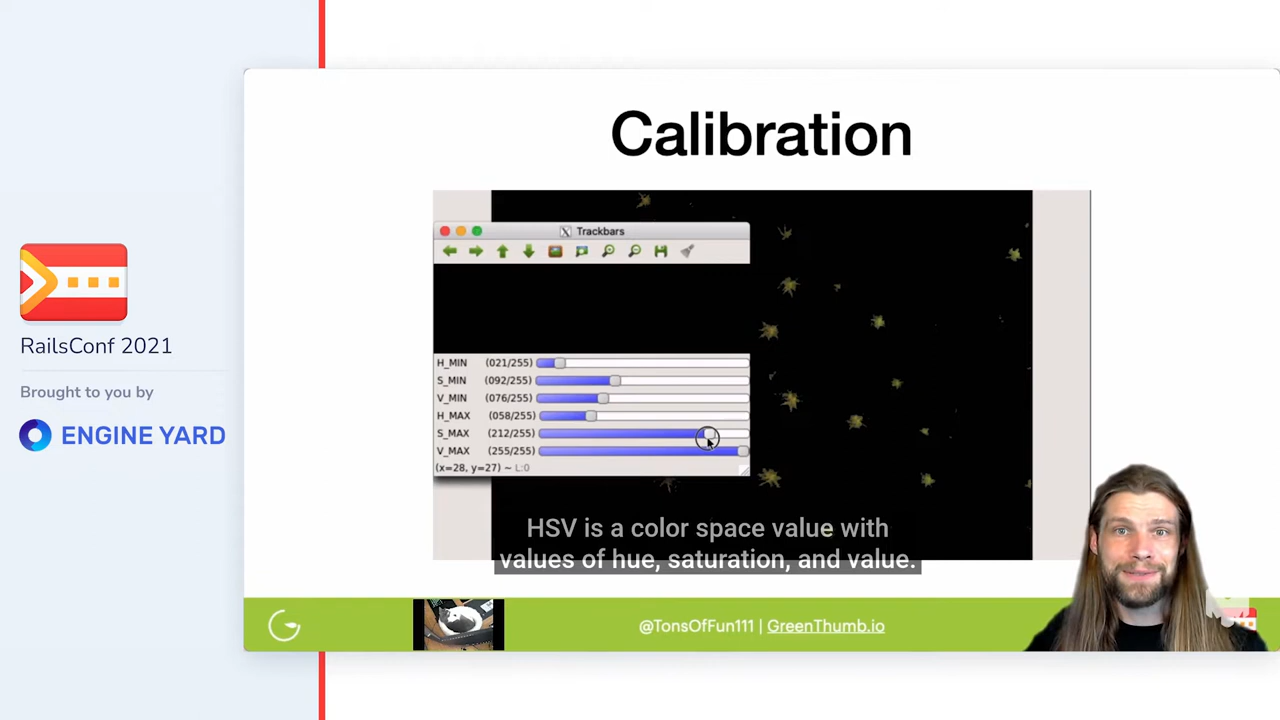 Calibration
Trackbars
H_MIN (021/255)
S_MIN (092/255)
V_MIN (076/255)
H_MAX (058/255)
S_MAX (212/255)
V_MAX (255/255)
(x=28, y=27) ~ L:0
HSV is a color space value with
values of hue, saturation, and value.
RailsConf 2021
Brought to you by
ENGINE YARD
@TonsOfFun111 | GreenThumb.io